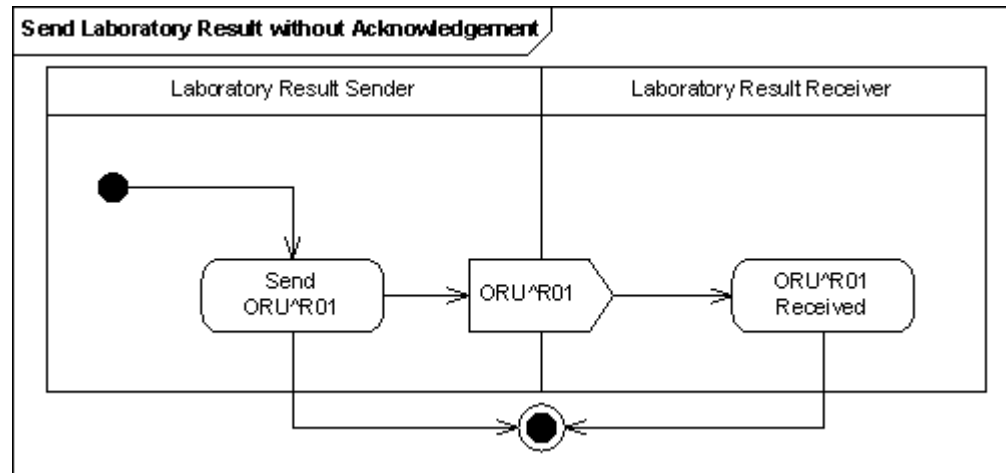 Send Laboratory Result without Acknowledgement
Laboratory Result Sender
Laboratory Result Receiver
Send
ORU^R01
ORU^R01
ORU^R01
Received